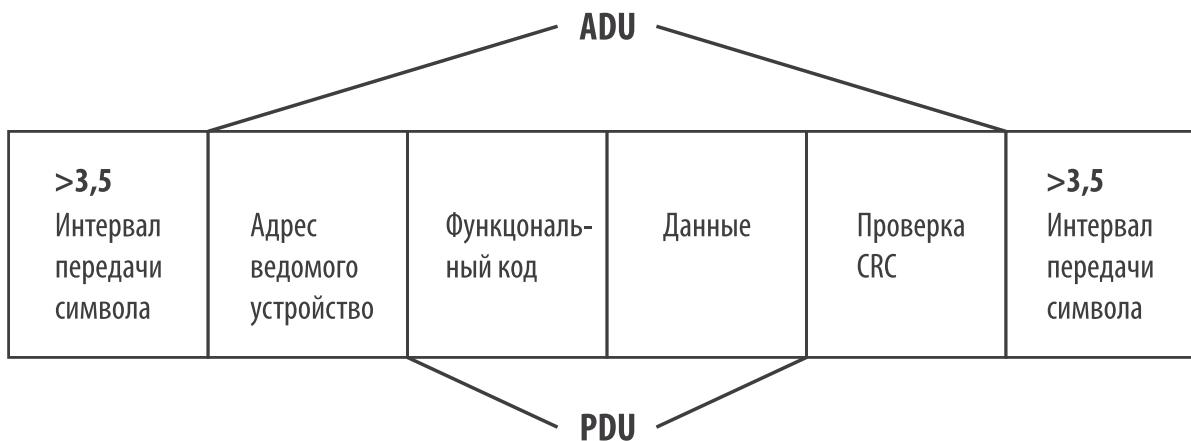 ADU
>3,5
Интервал
передачи
символа
Адрес
ведомого
устройство
Функцональ-
ный код
Данные
Проверка
CRC
>3,5
Интервал
передачи
символа
PDU